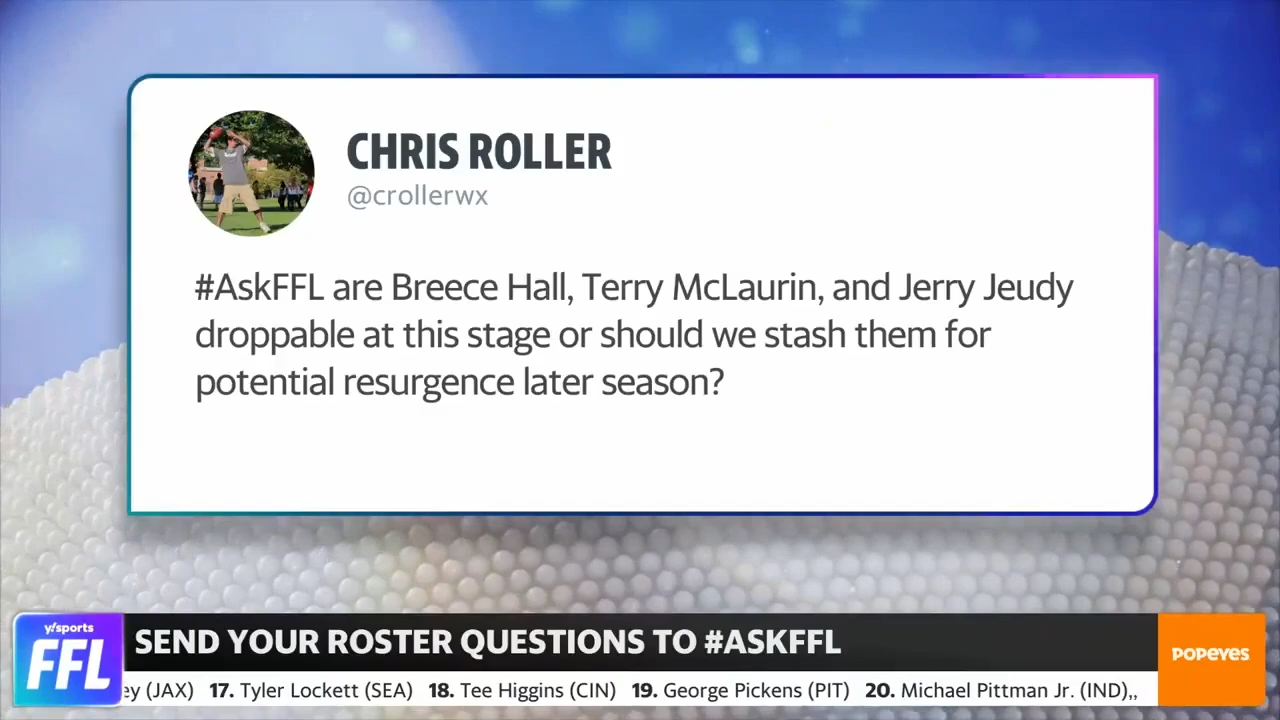 CHRIS ROLLER
@crollerwx
#AskFFL are Breece Hall, Terry McLaurin, and Jerry Jeudy
droppable at this stage or should we stash them for
potential resurgence later season?
y!sports
FFL
SEND YOUR ROSTER QUESTIONS TO #ASKFFL
POPEYES
ey (JAX) 17. Tyler Lockett (SEA) 18. Tee Higgins (CIN) 19. George Pickens (PIT) 20. Michael Pittman Jr. (IND),,